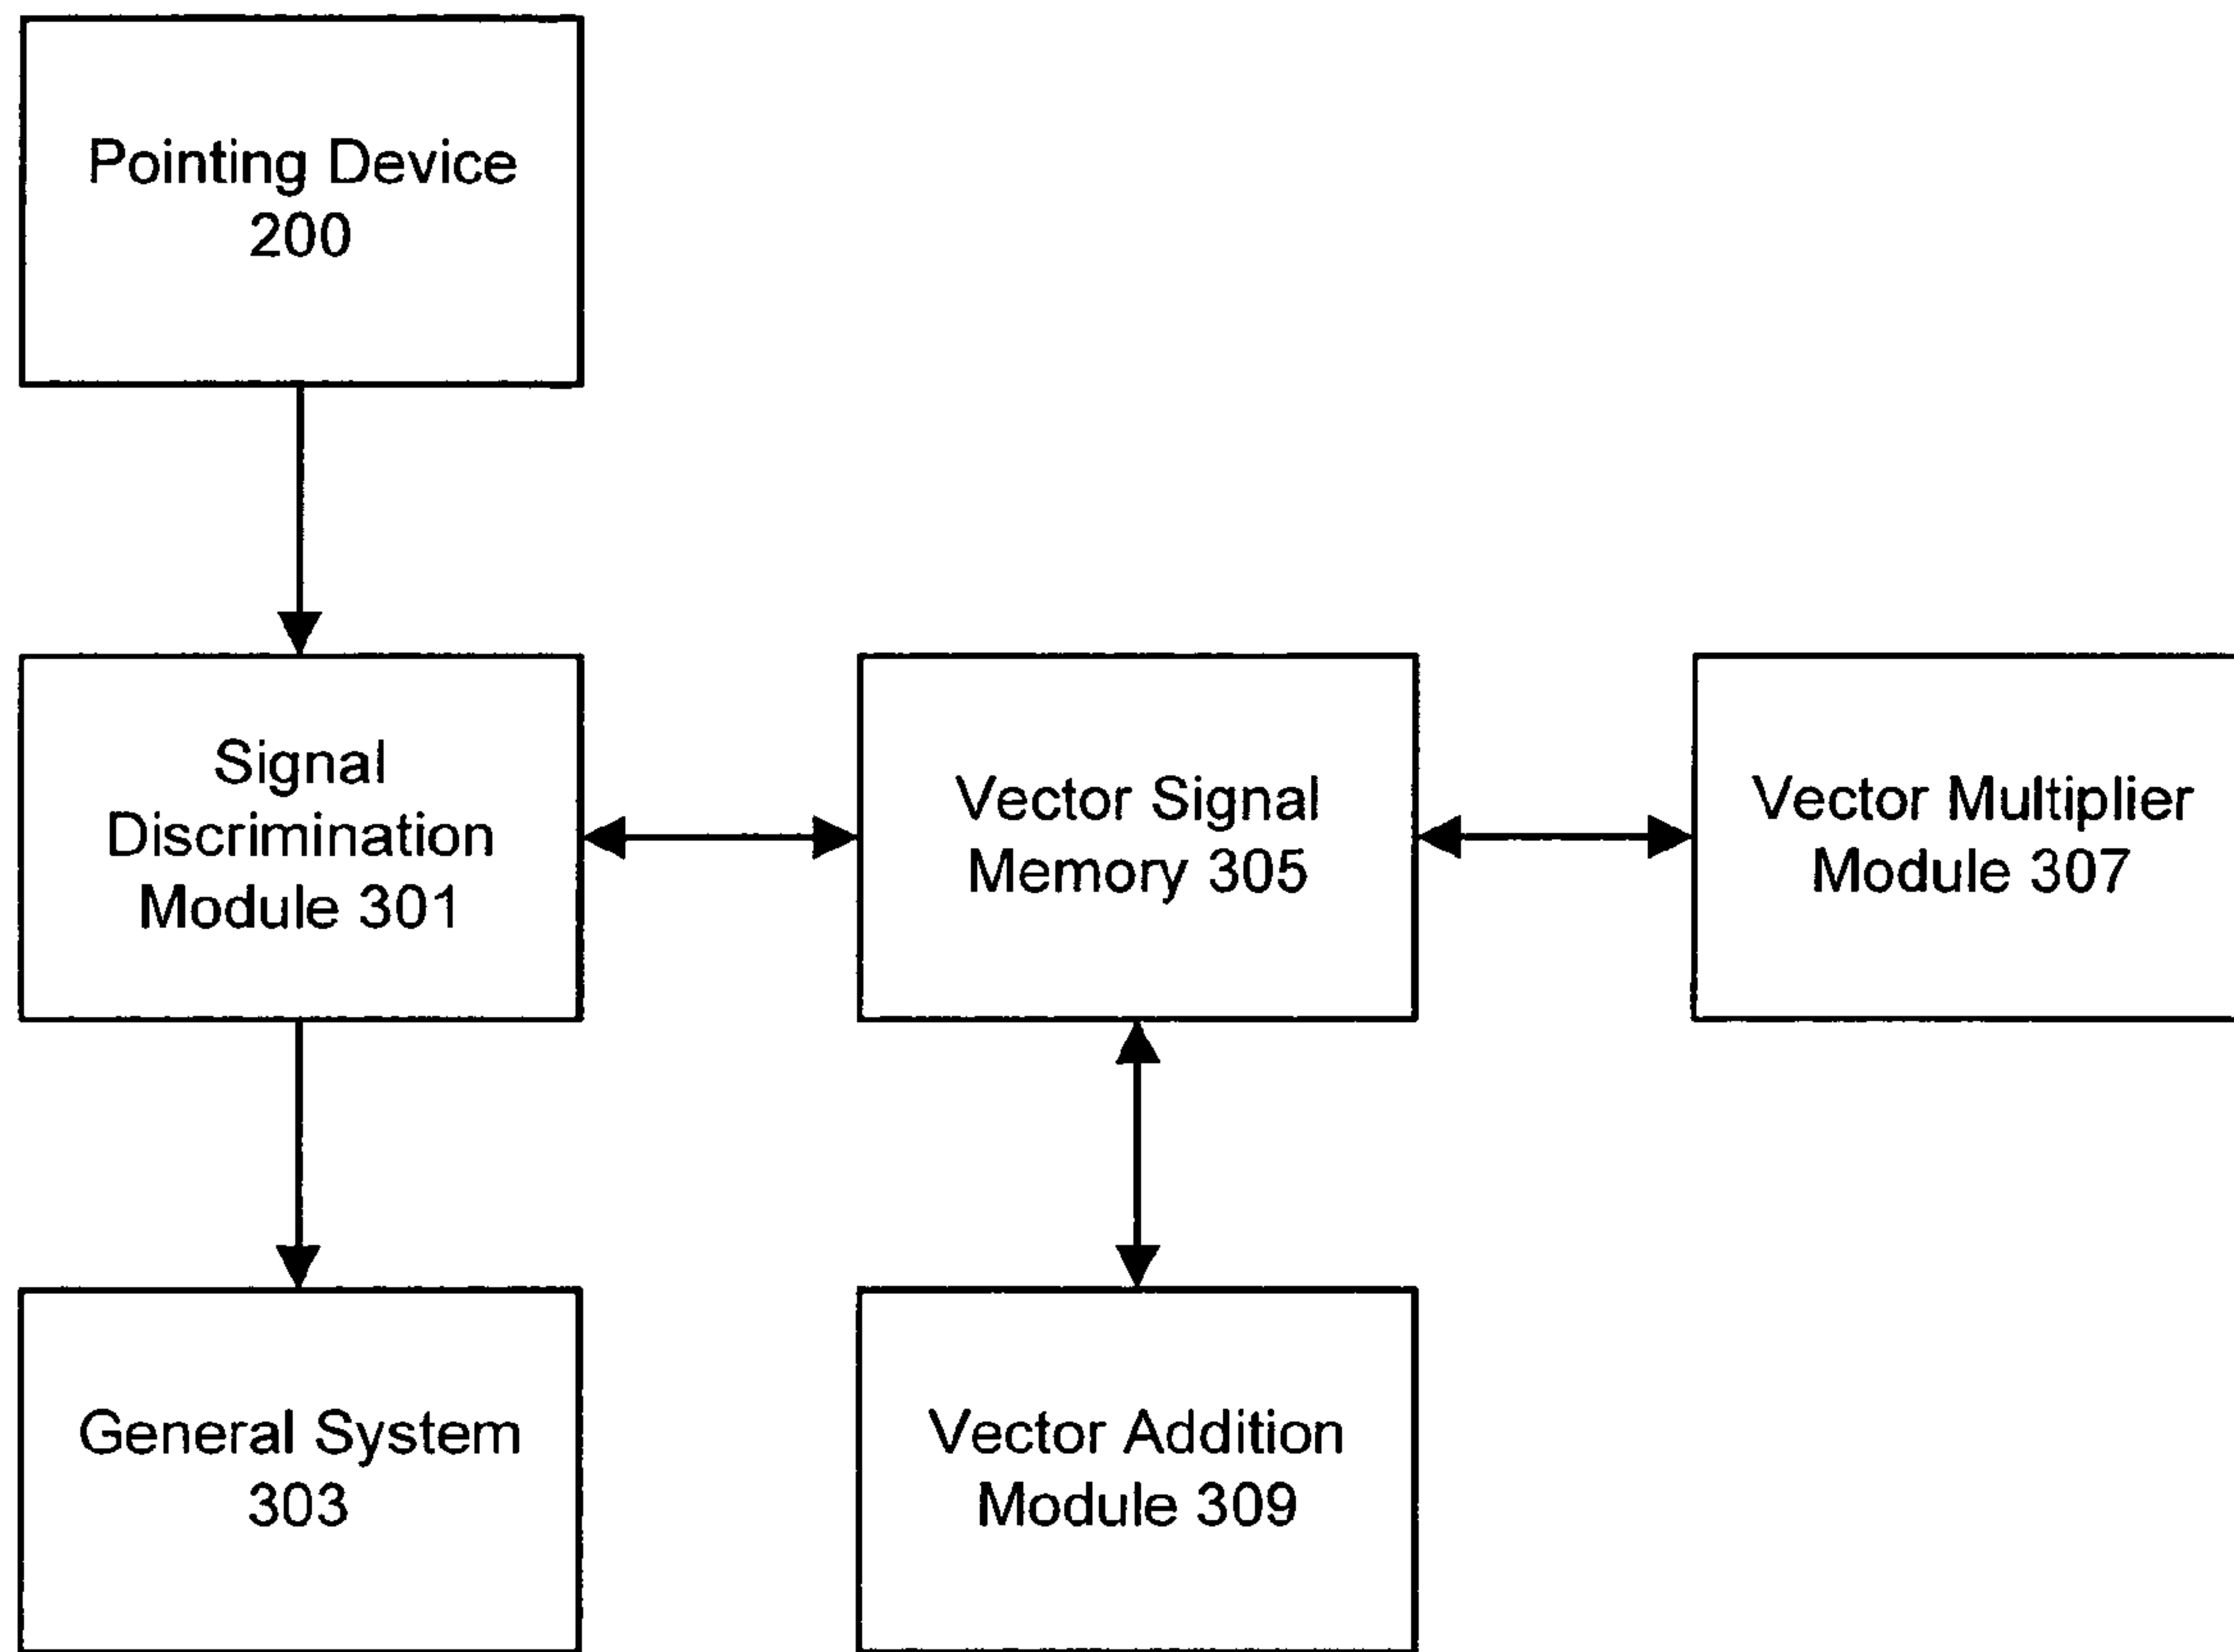 Pointing Device
200
Signal
Discrimination
Module 301
Vector Signal
Memory 305
Vector Multiplier
Module 307
General System
303
Vector Addition
Module 309